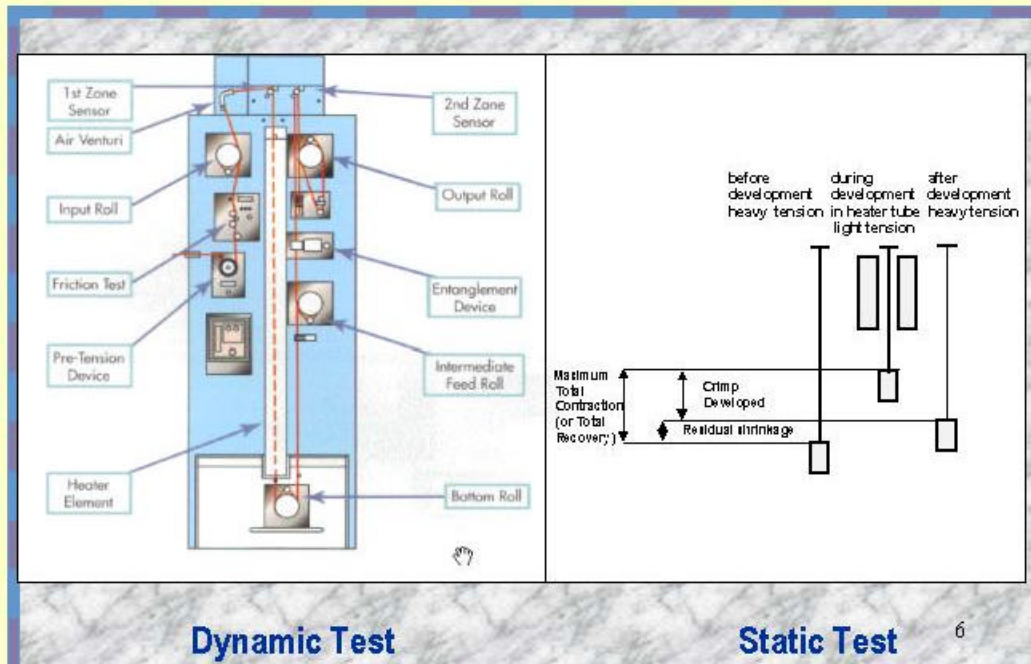 1st Zone
Sensor
Air Venturi
Input Roll
Friction Test
Pre-Tension
Device
Heater
Element
2nd Zone
Sensor
Output Roll
Entanglement
Device
Intermediate
Feed Roll
Bottom Roll
Dynamic Test
before
development
heavy tension
during
development
in heater tube
light tension
after
development
heavy tension
Maximum
Total
Contraction
(or Total
Recovery)
Crimp
Developed
Residual shrinkage
Static Test
6